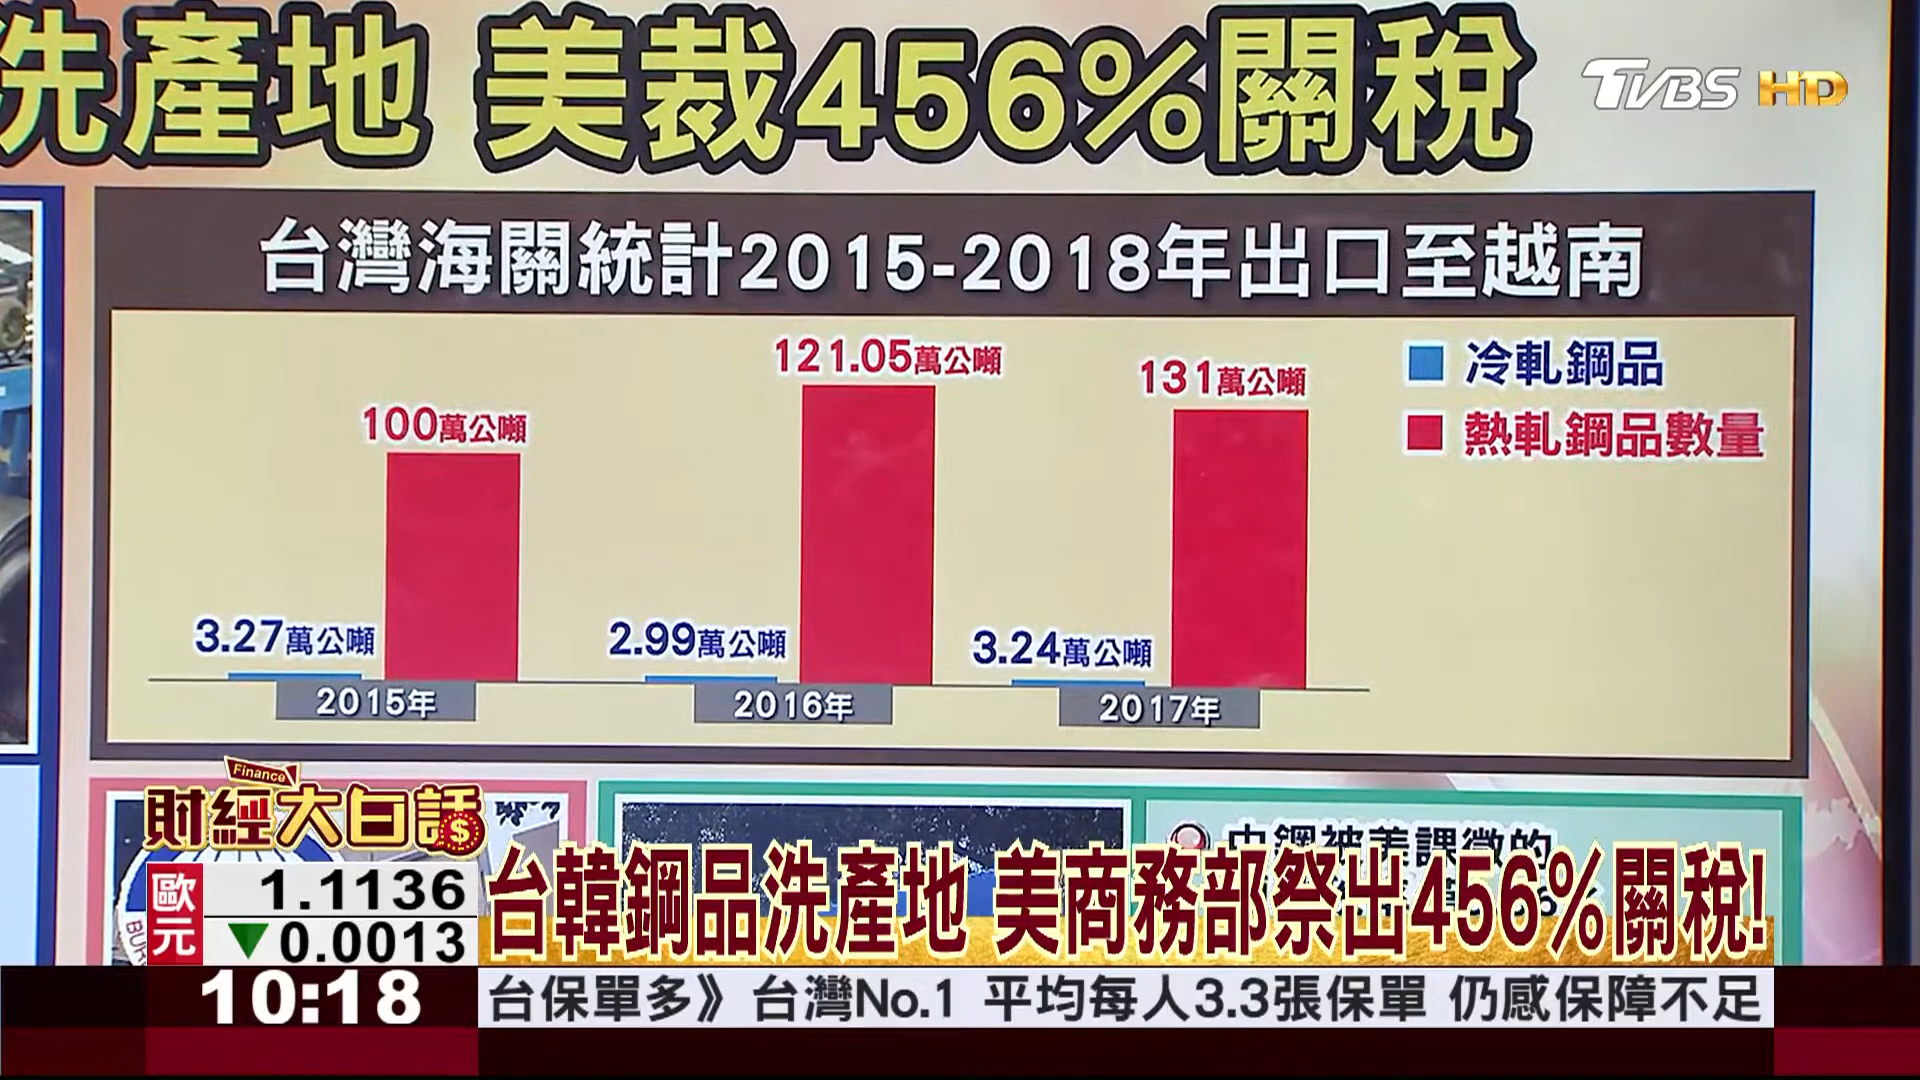 洗產地 美裁456%關稅
TVBS HD
台灣海關統計2015-2018年出口至越南
冷軋鋼品
熱軋鋼品數量
100萬公噸
121.05萬公噸
131萬公噸
3.27萬公噸
2.99萬公噸
3.24萬公噸
2015年
2016年
2017年
Finance
財經大白話
中鋼被美課徵的
歐元
1.1136
▼0.0013
台韓鋼品洗產地 美商務部祭出456%關稅!
10:18
台保單多》台灣No.1 平均每人3.3張保單 仍感保障不足